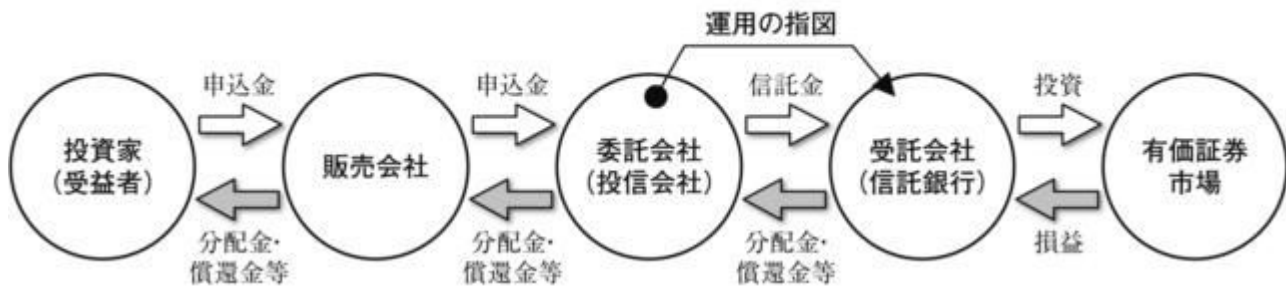 運用の指図
申込金
申込金
信託金
投資
投資家
(受益者)
販売会社
委託会社
(投信会社)
受託会社
(信託銀行)
有価証券
市場
分配金・
償還金等
分配金・
償還金等
分配金・
償還金等
損益